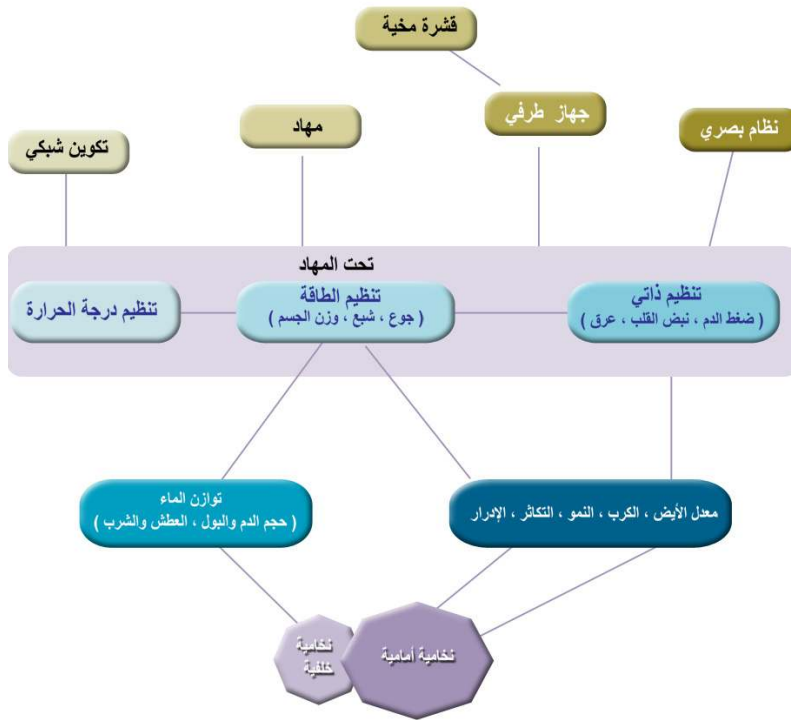 قشرة مخية
نظام بصري
جهاز طرفي
مهاد
تكوين شبكي
تحت المهاد
تنظيم ذاتي
( ضغط الدم ، نبض القلب ، عرق )
تنظيم الطاقة
( جوع ، شبع ، وزن الجسم )
تنظيم درجة الحرارة
معدل الأيض ، الكرب ، النمو ، التكاثر ، الإدرار
توازن الماء
( حجم الدم والبول ، العطش والشرب )
نخامية أمامية
نخامية
خلفية